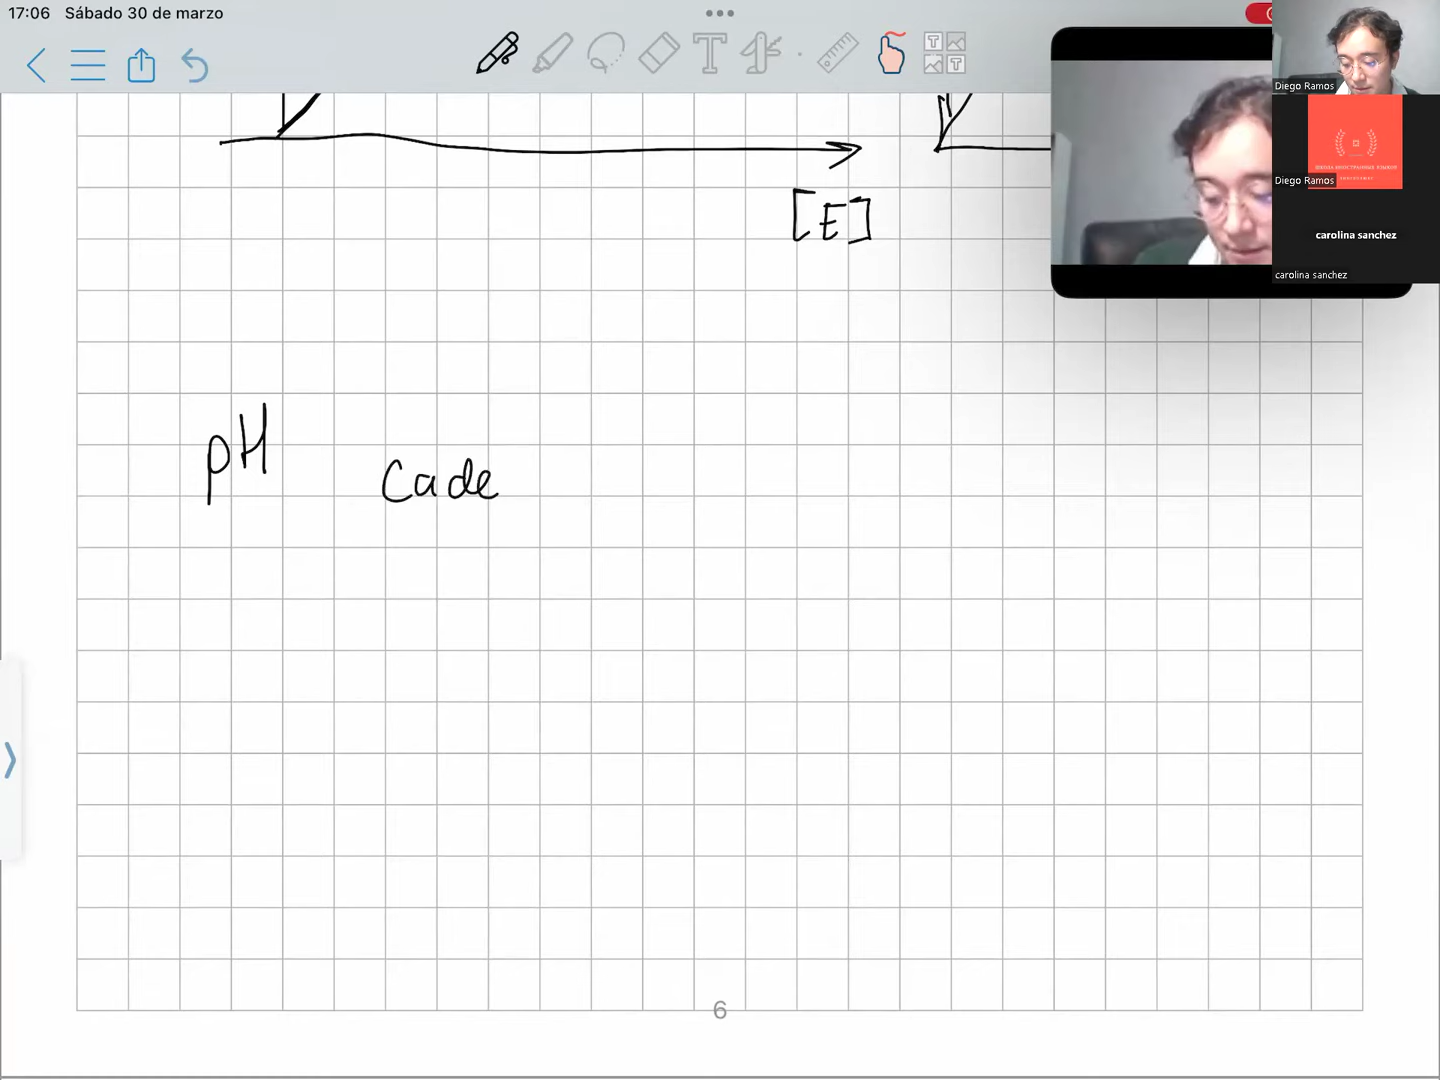 17:06 Sábado 30 de marzo
T
T
T
Diego Ramos
Diego Ramos
carolina sanchez
carolina sanchez
[E]
pH
Cade
6